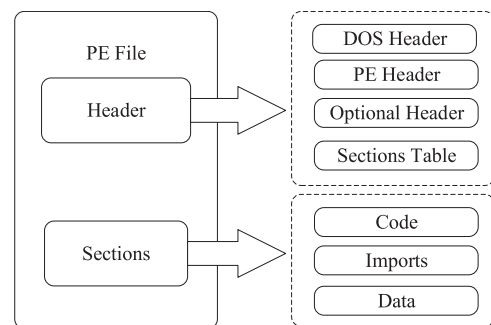 PE File
Header
Sections
DOS Header
PE Header
Optional Header
Sections Table
Code
Imports
Data